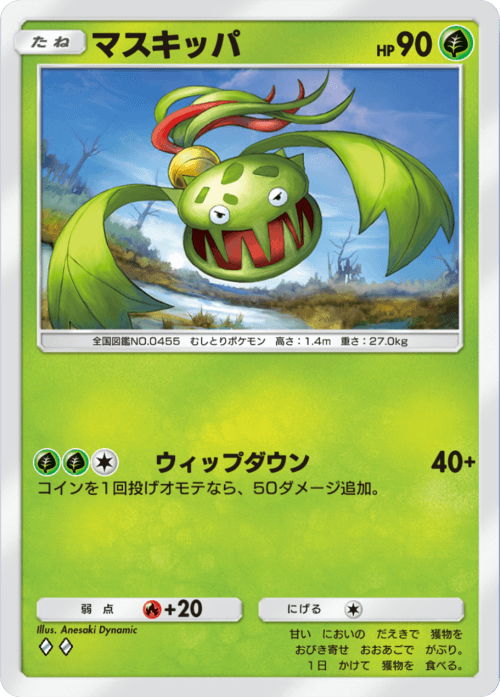 たね マスキッパ HP90
全国図鑑NO.0455 むしとりポケモン 高さ：1.4m 重さ：27.0kg
ウィップダウン 40+
コインを1回投げオモテなら、50ダメージ追加。
弱点 +20 にげる
Illus. Anesaki Dynamic
甘い においの だえきで 獲物を
おびき寄せ おおあごで がぶり。
1日 かけて 獲物を 食べる。